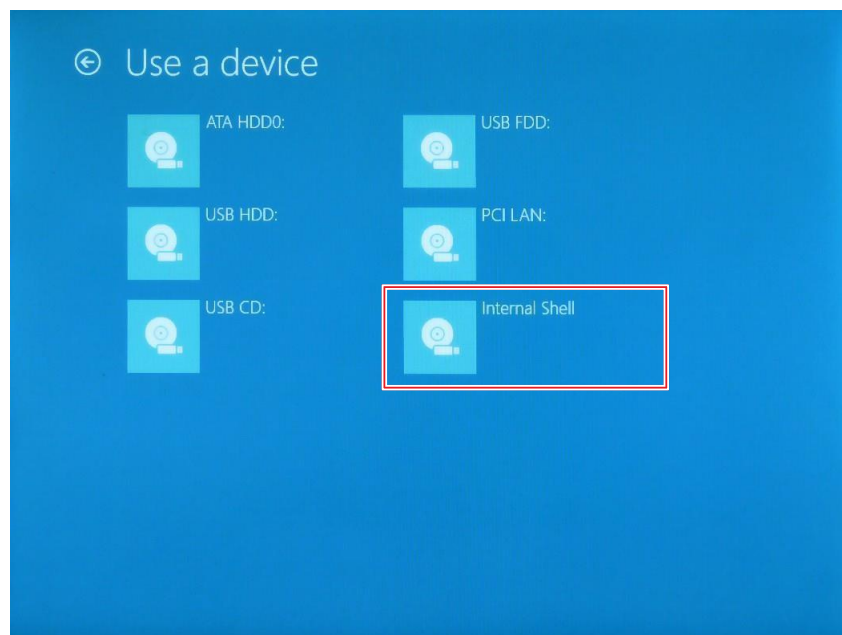 Use a device
ATA HDD0:
USB HDD:
USB CD:
USB FDD:
PCI LAN:
Internal Shell